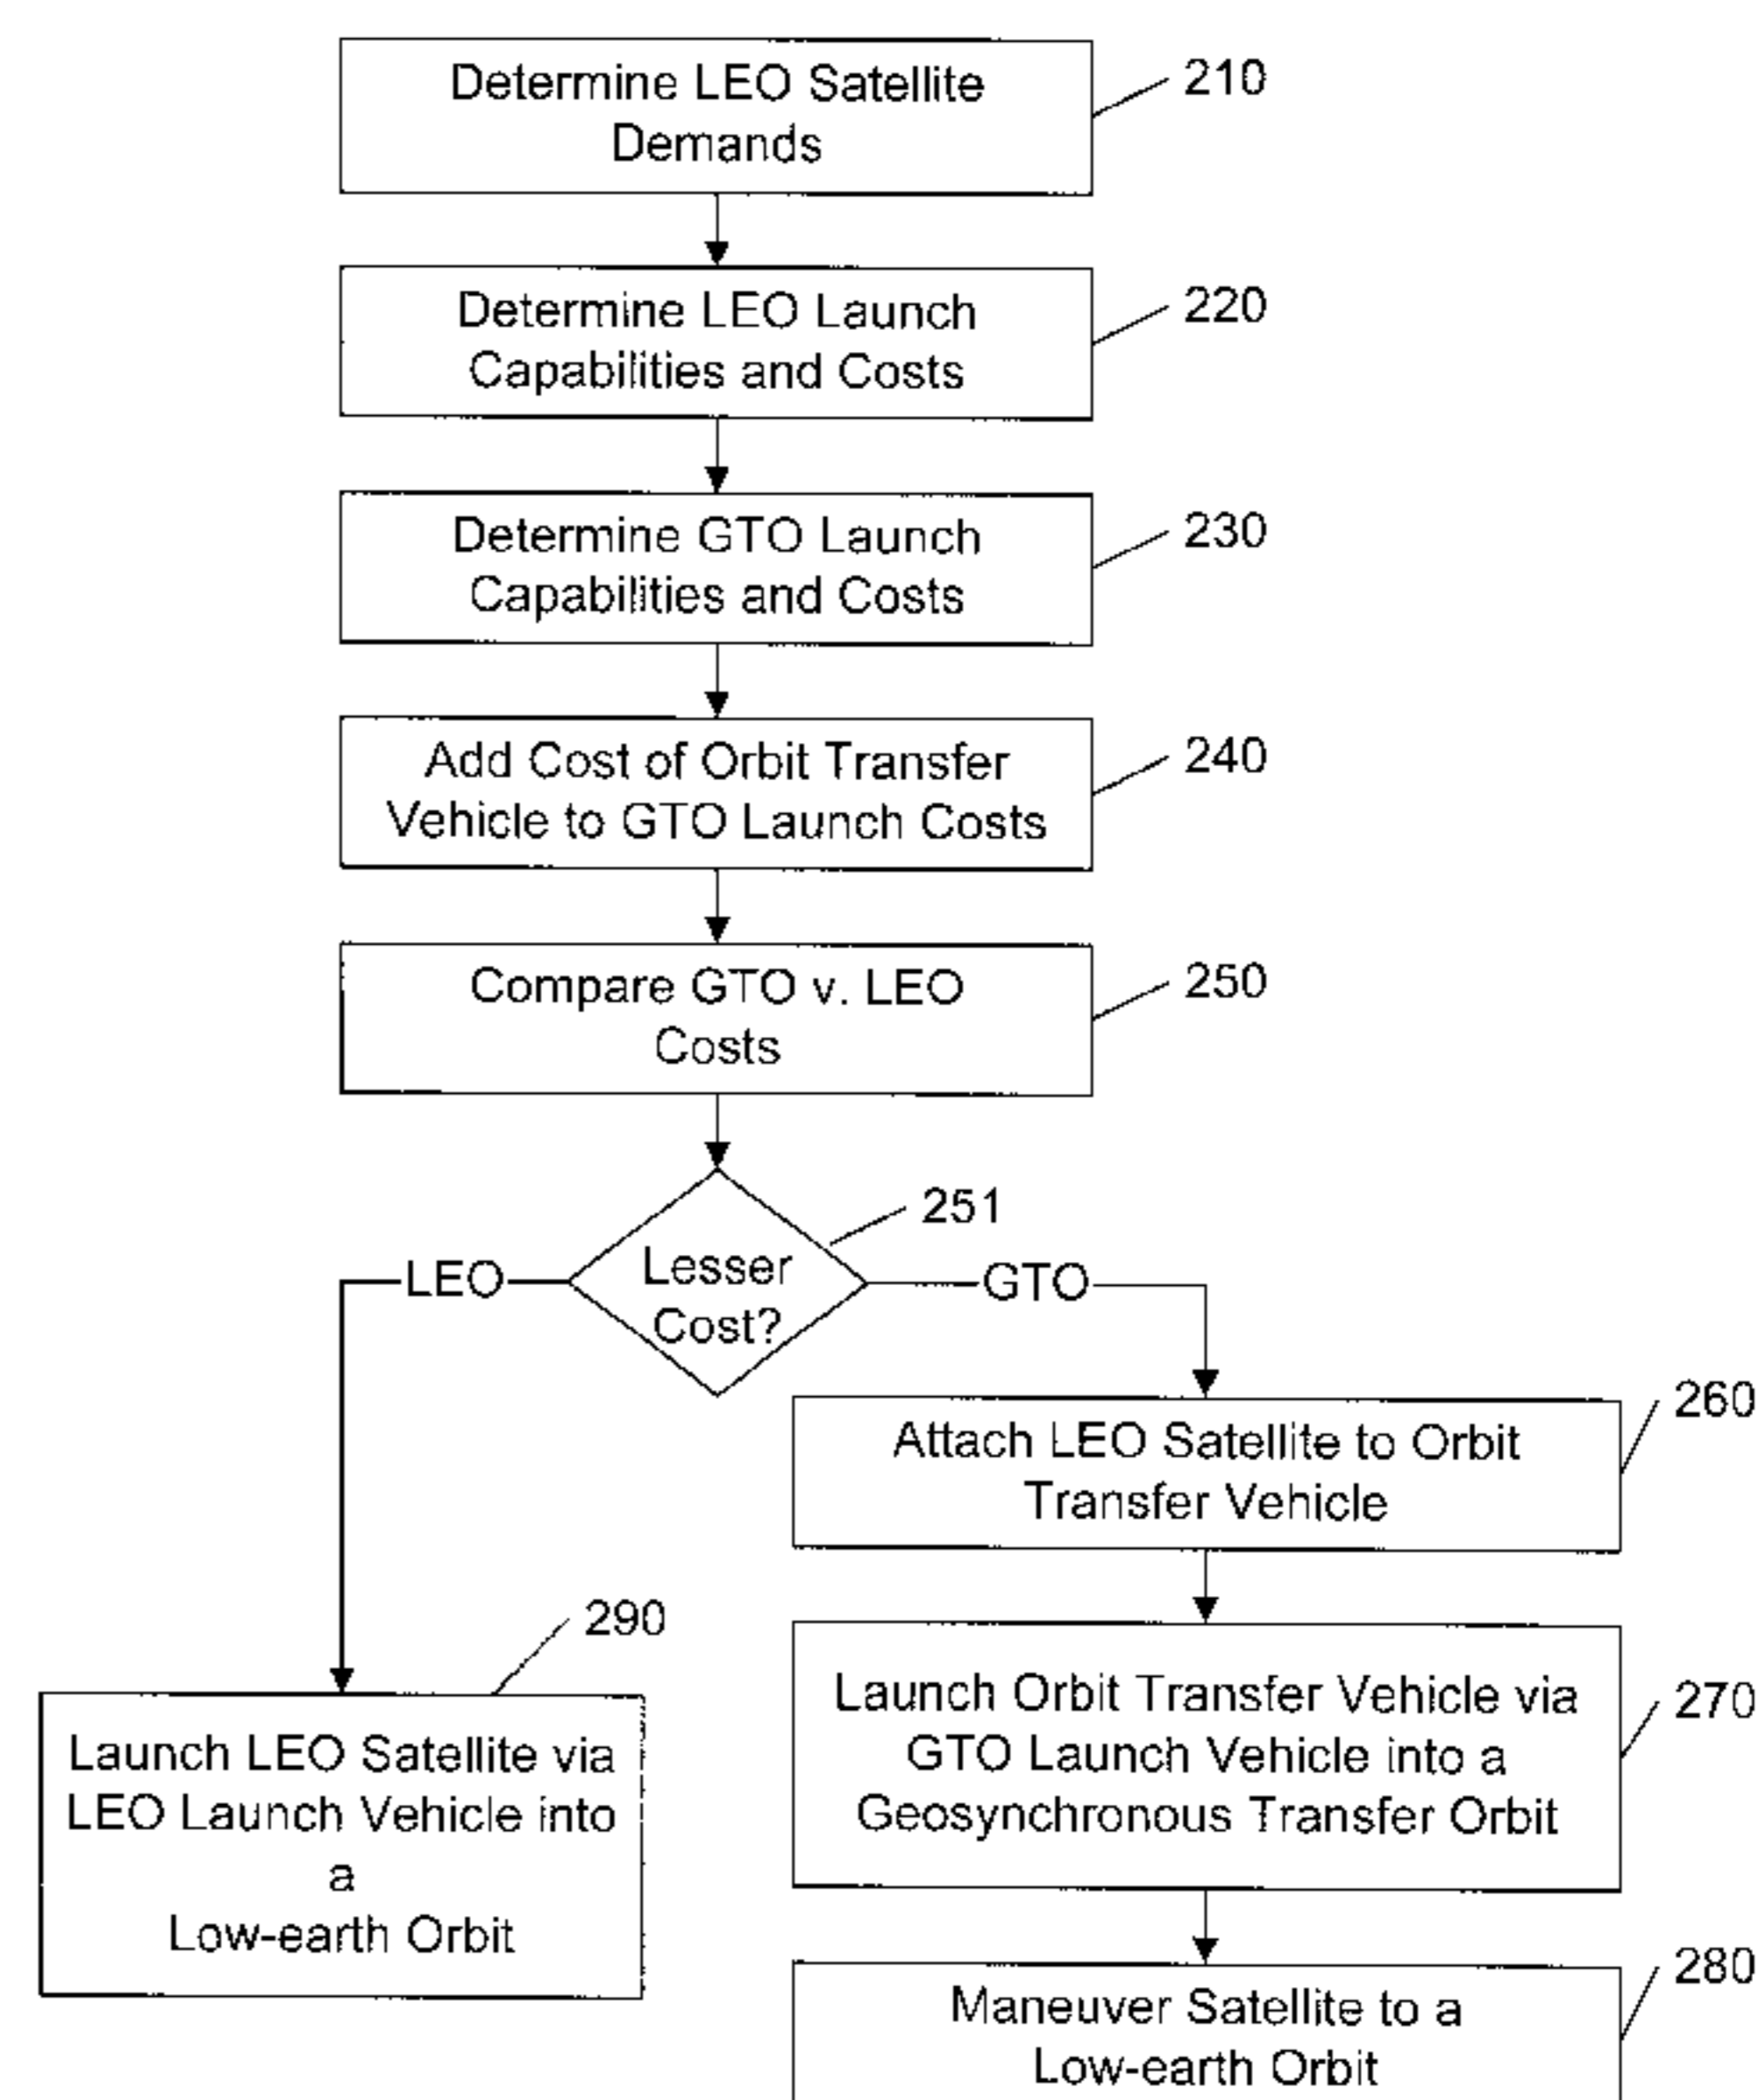 Determine LEO Satellite
Demands
210
Determine LEO Launch
Capabilities and Costs
220
Determine GTO Launch
Capabilities and Costs
230
Add Cost of Orbit Transfer
Vehicle to GTO Launch Costs
240
Compare GTO v. LEO
Costs
250
251
Lesser
Cost?
LEO
GTO
260
Attach LEO Satellite to Orbit
Transfer Vehicle
290
Launch LEO Satellite via
LEO Launch Vehicle into
a
Low-earth Orbit
270
Launch Orbit Transfer Vehicle via
GTO Launch Vehicle into a
Geosynchronous Transfer Orbit
280
Maneuver Satellite to a
Low-earth Orbit